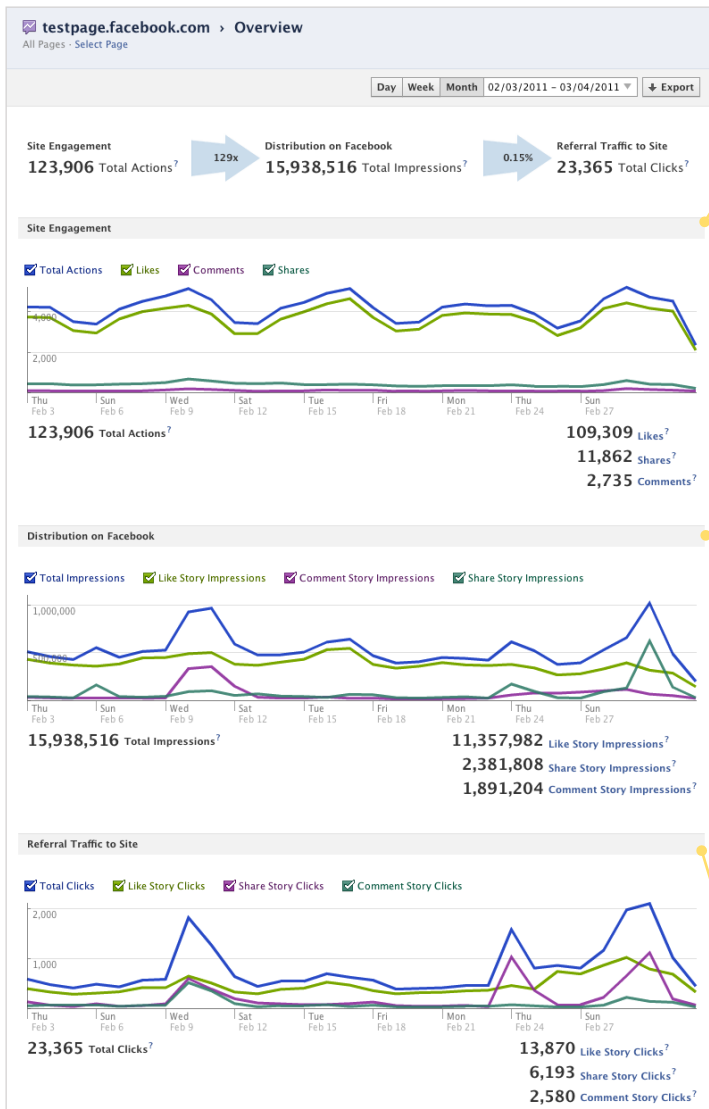 testpage.facebook.com › Overview
All Pages · Select Page
Day Week Month 02/03/2011 – 03/04/2011 Export
Site Engagement
123,906 Total Actions?
129x
Distribution on Facebook
15,938,516 Total Impressions?
0.15%
Referral Traffic to Site
23,365 Total Clicks?
Site Engagement
Total Actions Likes Comments Shares
4,000
2,000
Thu Sun Wed Sat Tue Fri Mon Thu Sun
Feb 3 Feb 6 Feb 9 Feb 12 Feb 15 Feb 18 Feb 21 Feb 24 Feb 27
123,906 Total Actions?
109,309 Likes?
11,862 Shares?
2,735 Comments?
Distribution on Facebook
Total Impressions Like Story Impressions Comment Story Impressions Share Story Impressions
1,000,000
500,000
Thu Sun Wed Sat Tue Fri Mon Thu Sun
Feb 3 Feb 6 Feb 9 Feb 12 Feb 15 Feb 18 Feb 21 Feb 24 Feb 27
15,938,516 Total Impressions?
11,357,982 Like Story Impressions?
2,381,808 Share Story Impressions?
1,891,204 Comment Story Impressions?
Referral Traffic to Site
Total Clicks Like Story Clicks Share Story Clicks Comment Story Clicks
2,000
1,000
Thu Sun Wed Sat Tue Fri Mon Thu Sun
Feb 3 Feb 6 Feb 9 Feb 12 Feb 15 Feb 18 Feb 21 Feb 24 Feb 27
23,365 Total Clicks?
13,870 Like Story Clicks?
6,193 Share Story Clicks?
2,580 Comment Story Clicks?